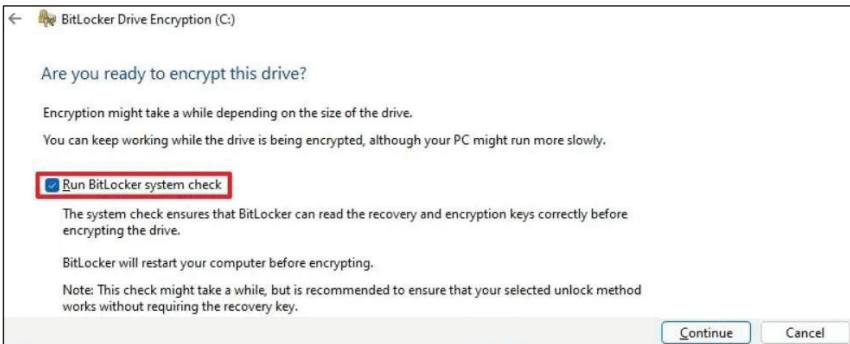 BitLocker Drive Encryption (C:)
Are you ready to encrypt this drive?
Encryption might take a while depending on the size of the drive.
You can keep working while the drive is being encrypted, although your PC might run more slowly.
Run BitLocker system check
The system check ensures that BitLocker can read the recovery and encryption keys correctly before
encrypting the drive.
BitLocker will restart your computer before encrypting.
Note: This check might take a while, but is recommended to ensure that your selected unlock method
works without requiring the recovery key.
Continue Cancel